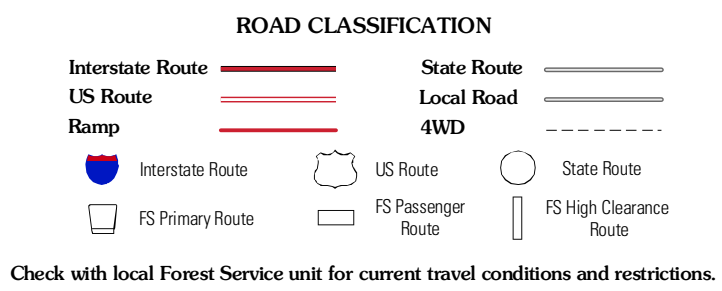 ROAD CLASSIFICATION
Interstate Route
State Route
US Route
Local Road
Ramp
4WD
Interstate Route
US Route
State Route
FS Primary Route
FS Passenger
Route
FS High Clearance
Route
Check with local Forest Service unit for current travel conditions and restrictions.